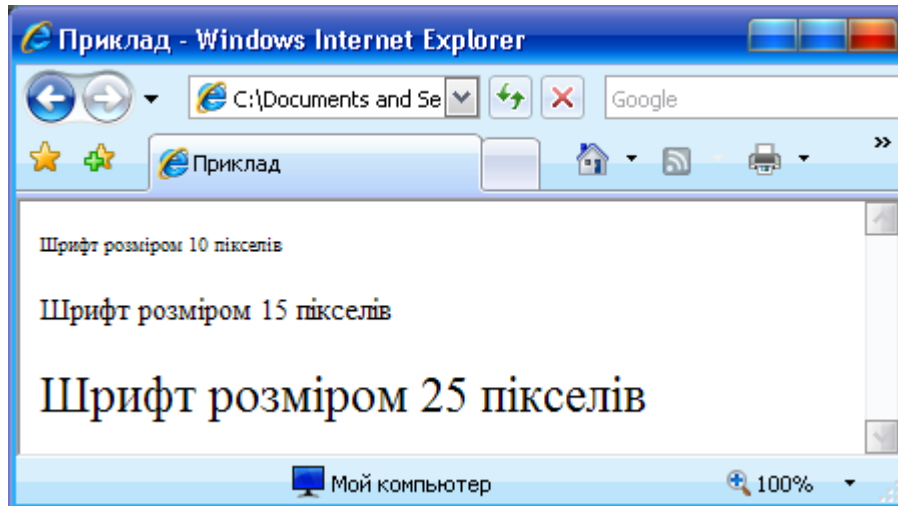 Приклад - Windows Internet Explorer
C:\Documents and Se
Google
Приклад
»
Шрифт розміром 10 пікселів
Шрифт розміром 15 пікселів
Шрифт розміром 25 пікселів
Мой компьютер
100%